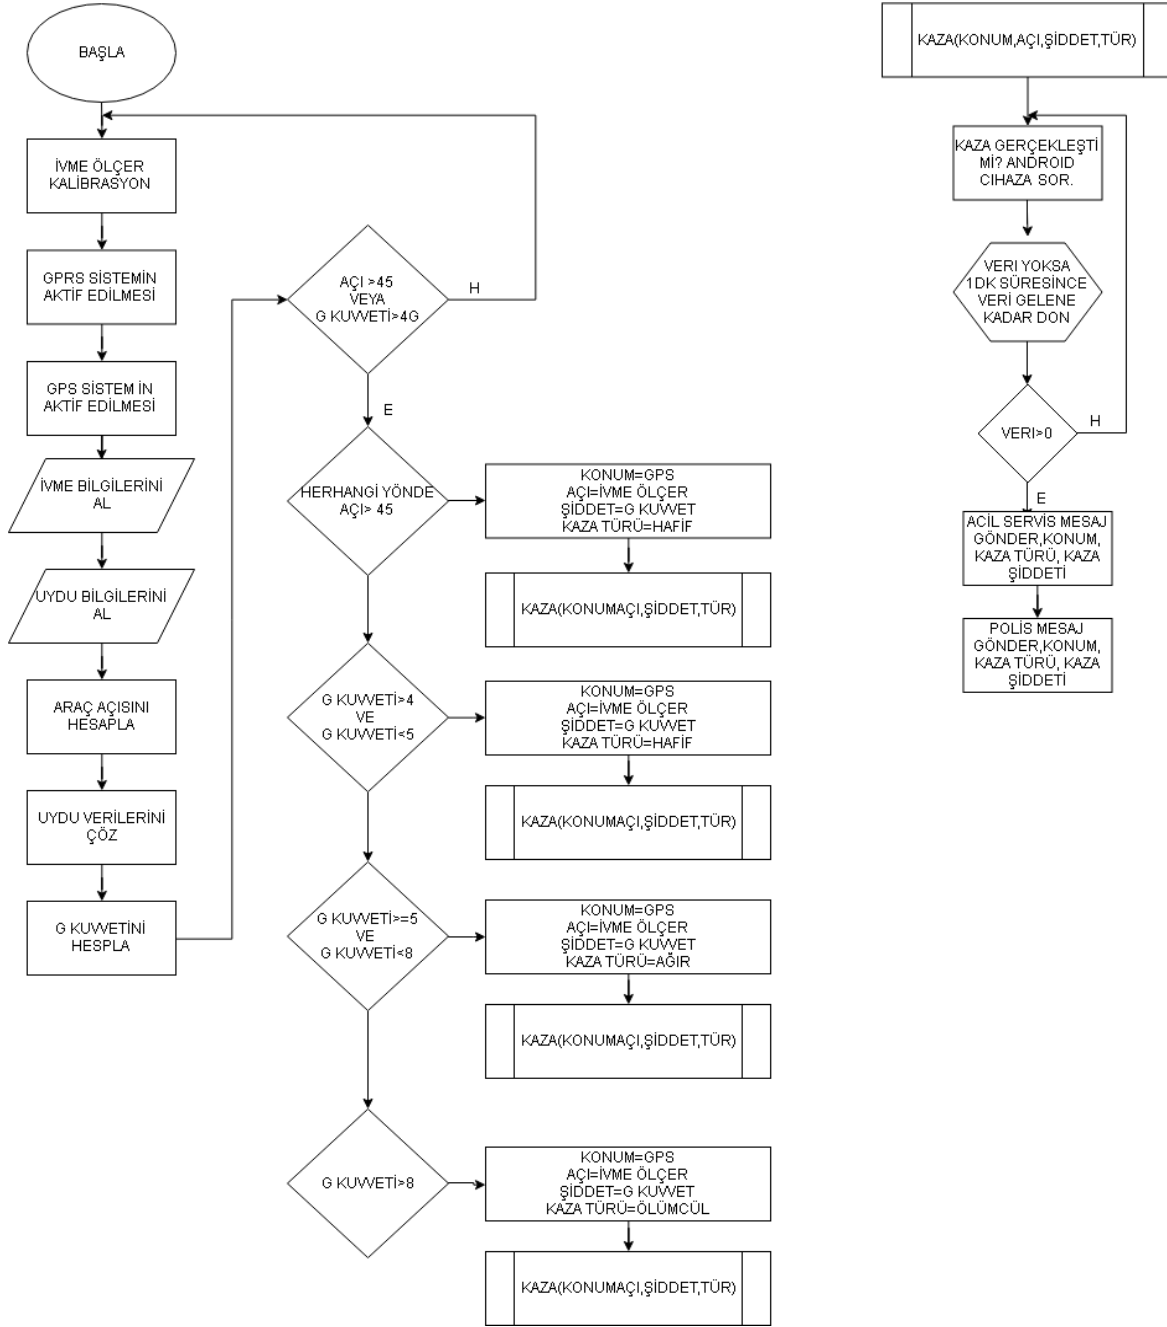 BAŞLA
İVME ÖLÇER
KALİBRASYON
GPRS SİSTEMİN
AKTİF EDİLMESİ
GPS SİSTEM İN
AKTİF EDİLMESİ
İVME BİLGİLERİNİ
AL
UYDU BİLGİLERİNİ
AL
ARAÇ AÇISINI
HESAPLA
UYDU VERİLERİNİ
ÇÖZ
G KUVVETİNİ
HESPLA
AÇI >45
VEYA
G KUVVETİ>4G
H
E
HERHANGİ YÖNDE
AÇI> 45
KONUM=GPS
AÇI=İVME ÖLÇER
ŞİDDET=G KUVVET
KAZA TÜRÜ=HAFİF
KAZA(KONUMAÇI,ŞİDDET,TÜR)
G KUVVETİ>4
VE
G KUVVETİ<5
KONUM=GPS
AÇI=İVME ÖLÇER
ŞİDDET=G KUVVET
KAZA TÜRÜ=HAFİF
KAZA(KONUMAÇI,ŞİDDET,TÜR)
G KUVVETİ>=5
VE
G KUVVETİ<8
KONUM=GPS
AÇI=İVME ÖLÇER
ŞİDDET=G KUVVET
KAZA TÜRÜ=AĞIR
KAZA(KONUMAÇI,ŞİDDET,TÜR)
G KUVVETİ>8
KONUM=GPS
AÇI=İVME ÖLÇER
ŞİDDET=G KUVVET
KAZA TÜRÜ=ÖLÜMCÜL
KAZA(KONUMAÇI,ŞİDDET,TÜR)
KAZA(KONUM,AÇI,ŞİDDET,TÜR)
KAZA GERÇEKLEŞTİ
Mİ? ANDROID
CIHAZA SOR.
VERI YOKSA
1DK SÜRESİNCE
VERİ GELENE
KADAR DON
VERI>0
H
E
ACİL SERVİS MESAJ
GÖNDER,KONUM,
KAZA TÜRÜ, KAZA
ŞİDDETİ
POLİS MESAJ
GÖNDER,KONUM,
KAZA TÜRÜ, KAZA
ŞİDDETİ